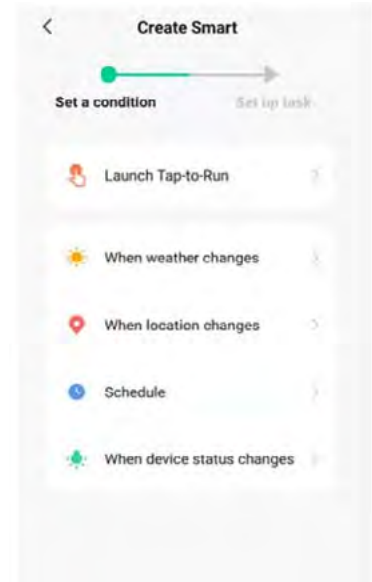 Create Smart
Set a condition
Set up task
Launch Tap-to-Run
When weather changes
When location changes
Schedule
When device status changes